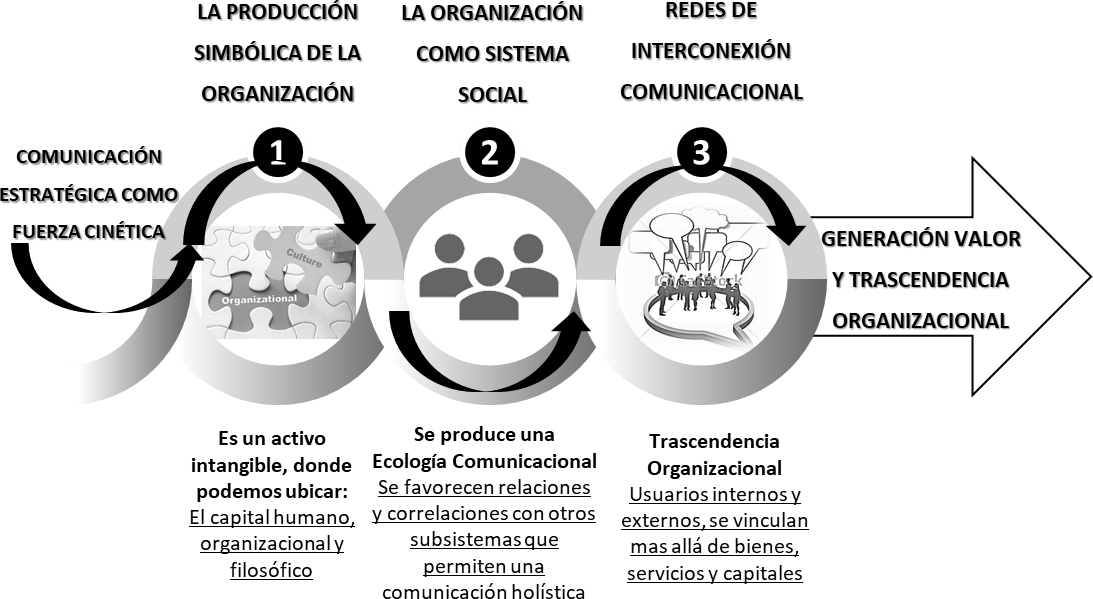 COMUNICACIÓN
ESTRATÉGICA COMO
FUERZA CINÉTICA
LA PRODUCCIÓN
SIMBÓLICA DE LA
ORGANIZACIÓN
1
Culture
Organizational
Es un activo
intangible, donde
podemos ubicar:
El capital humano,
organizacional y
filosófico
LA ORGANIZACIÓN
COMO SISTEMA
SOCIAL
2
Se produce una
Ecología Comunicacional
Se favorecen relaciones
y correlaciones con otros
subsistemas que
permiten una
comunicación holística
REDES DE
INTERCONEXIÓN
COMUNICACIONAL
3
Trascendencia
Organizacional
Usuarios internos y
externos, se vinculan
mas allá de bienes,
servicios y capitales
GENERACIÓN VALOR
Y TRASCENDENCIA
ORGANIZACIONAL